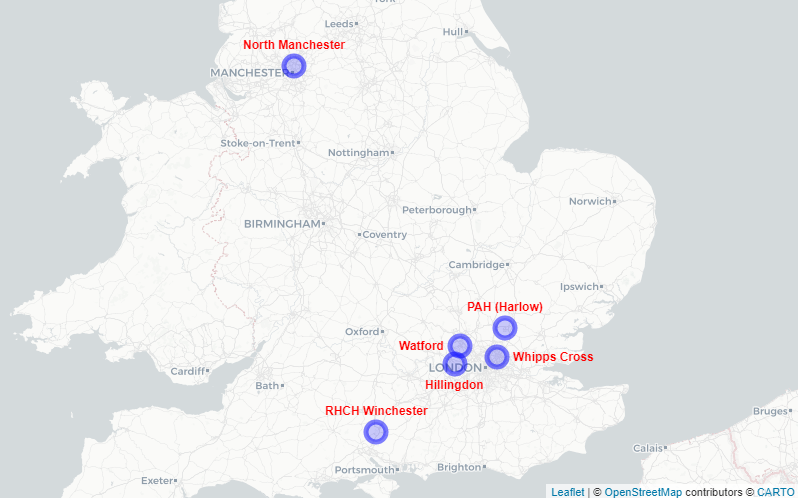 Leeds
Hull
North Manchester
MANCHESTER
Stoke-on-Trent
Nottingham
Norwich
Peterborough
BIRMINGHAM
Coventry
Cambridge
Ipswich
PAH (Harlow)
Oxford
Watford
Whipps Cross
LONDON
Cardiff
Hillingdon
Bath
RHCH Winchester
Bruges
Calais
Portsmouth
Brighton
Exeter
Leaflet | © OpenStreetMap contributors © CARTO